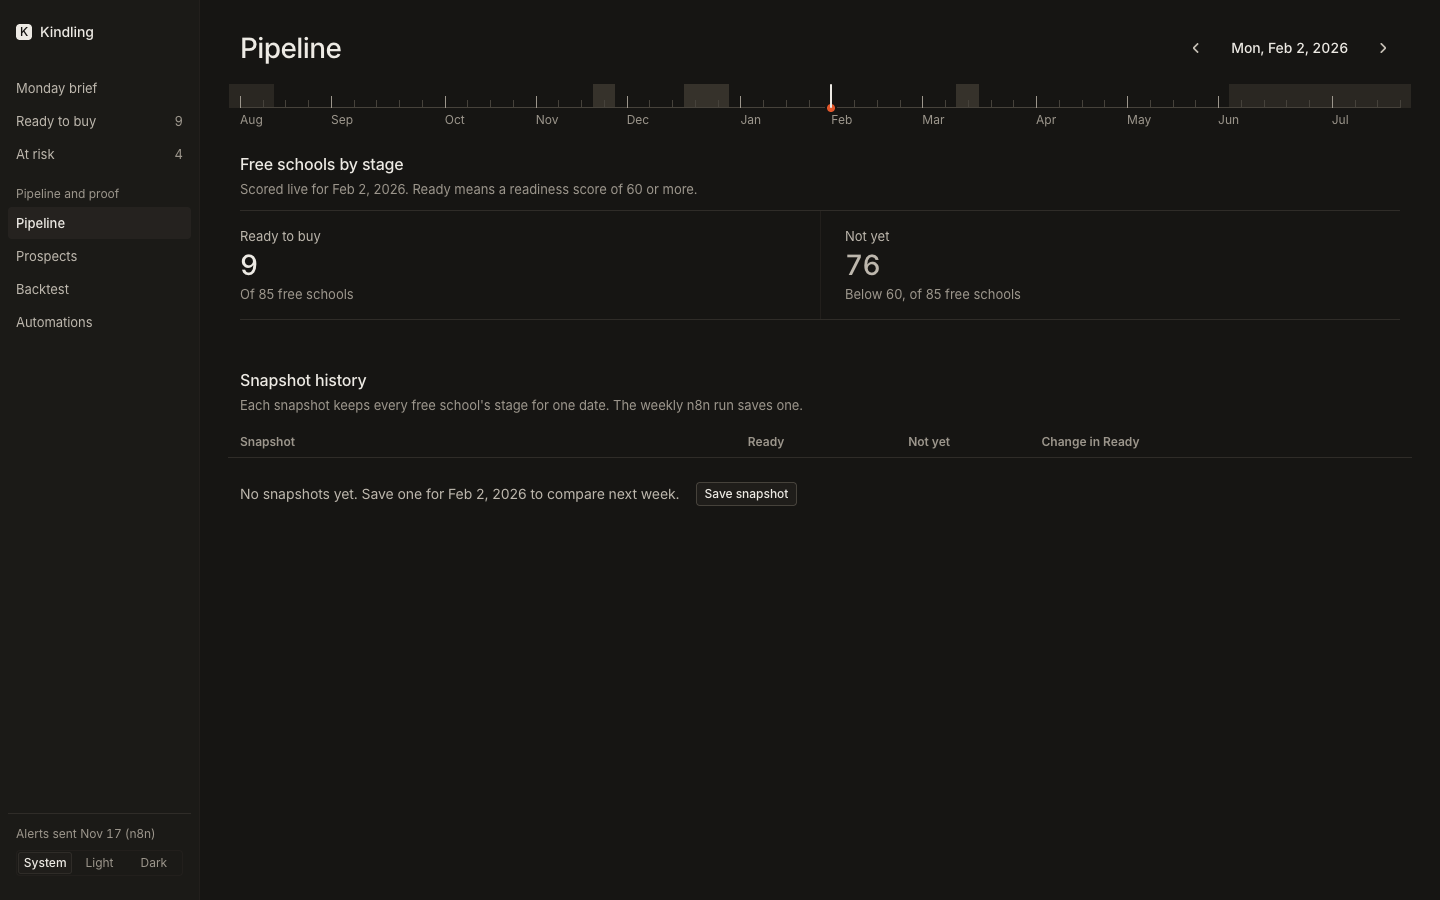 K Kindling
Monday brief
Ready to buy 9
At risk 4
Pipeline and proof
Pipeline
Prospects
Backtest
Automations
Alerts sent Nov 17 (n8n)
System Light Dark
Pipeline
Mon, Feb 2, 2026
Aug Sep Oct Nov Dec Jan Feb Mar Apr May Jun Jul
Free schools by stage
Scored live for Feb 2, 2026. Ready means a readiness score of 60 or more.
Ready to buy
9
Of 85 free schools
Not yet
76
Below 60, of 85 free schools
Snapshot history
Each snapshot keeps every free school's stage for one date. The weekly n8n run saves one.
Snapshot Ready Not yet Change in Ready
No snapshots yet. Save one for Feb 2, 2026 to compare next week. Save snapshot